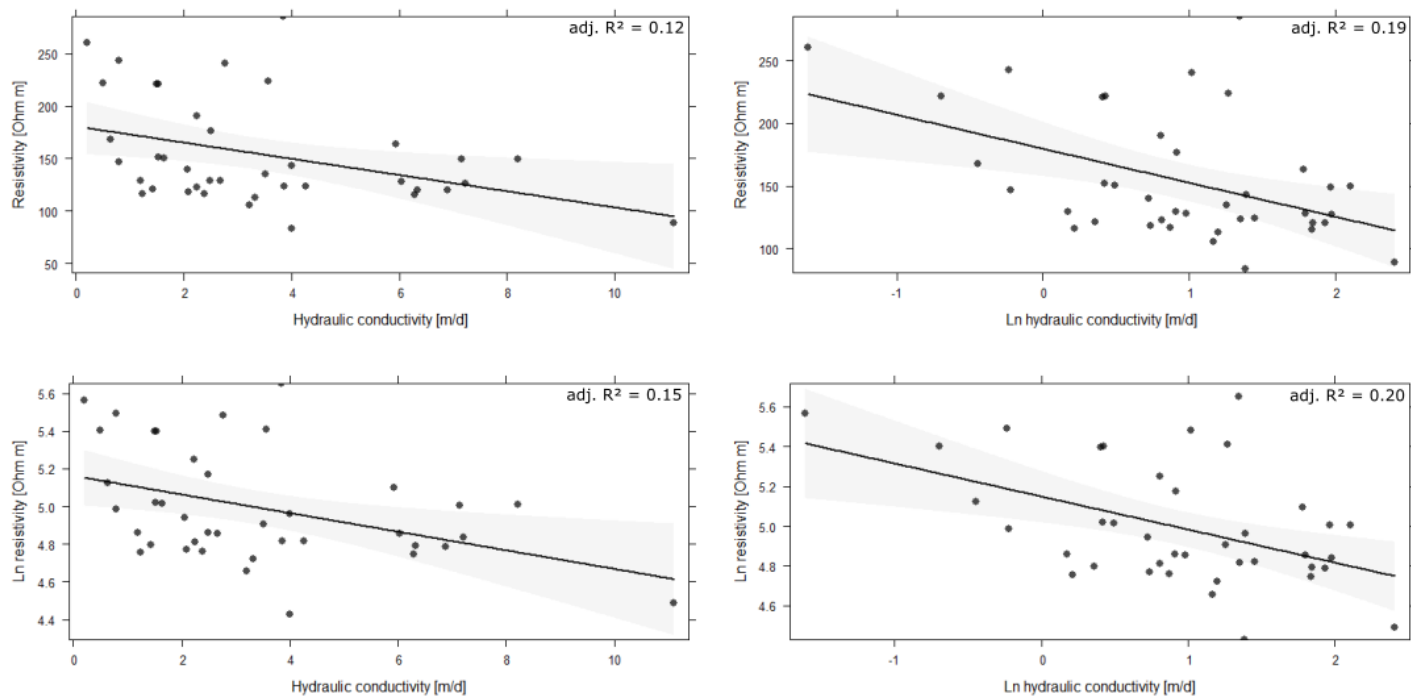 adj. R² = 0.12
250
200
150
100
50
Resistivity [Ohm m]
0 2 4 6 8 10
Hydraulic conductivity [m/d]
adj. R² = 0.19
250
200
150
100
Resistivity [Ohm m]
-1 0 1 2
Ln hydraulic conductivity [m/d]
adj. R² = 0.15
5.6
5.4
5.2
5.0
4.8
4.6
4.4
Ln resistivity [Ohm m]
0 2 4 6 8 10
Hydraulic conductivity [m/d]
adj. R² = 0.20
5.6
5.4
5.2
5.0
4.8
4.6
Ln resistivity [Ohm m]
-1 0 1 2
Ln hydraulic conductivity [m/d]